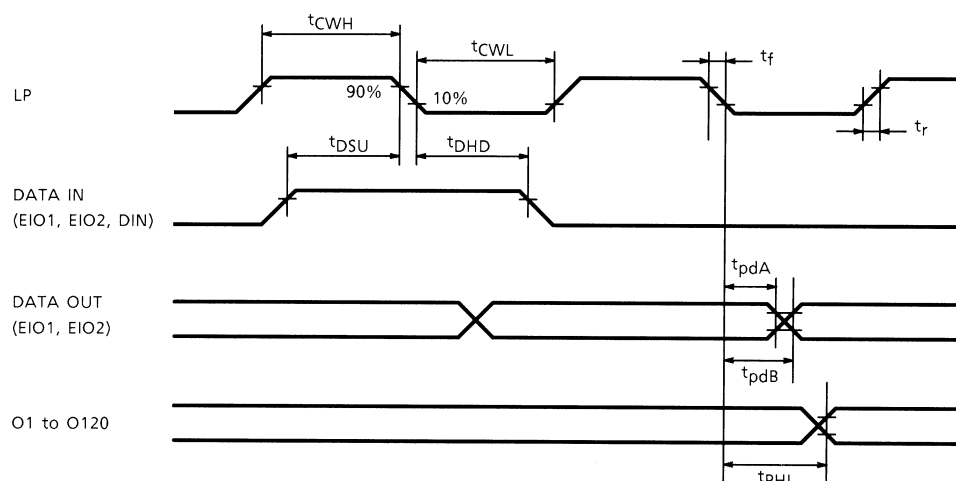 tCWH
tCWL
tf
LP
90%
10%
tr
tDSU
tDHD
DATA IN
(EIO1, EIO2, DIN)
tpdA
DATA OUT
(EIO1, EIO2)
tpdB
O1 to O120